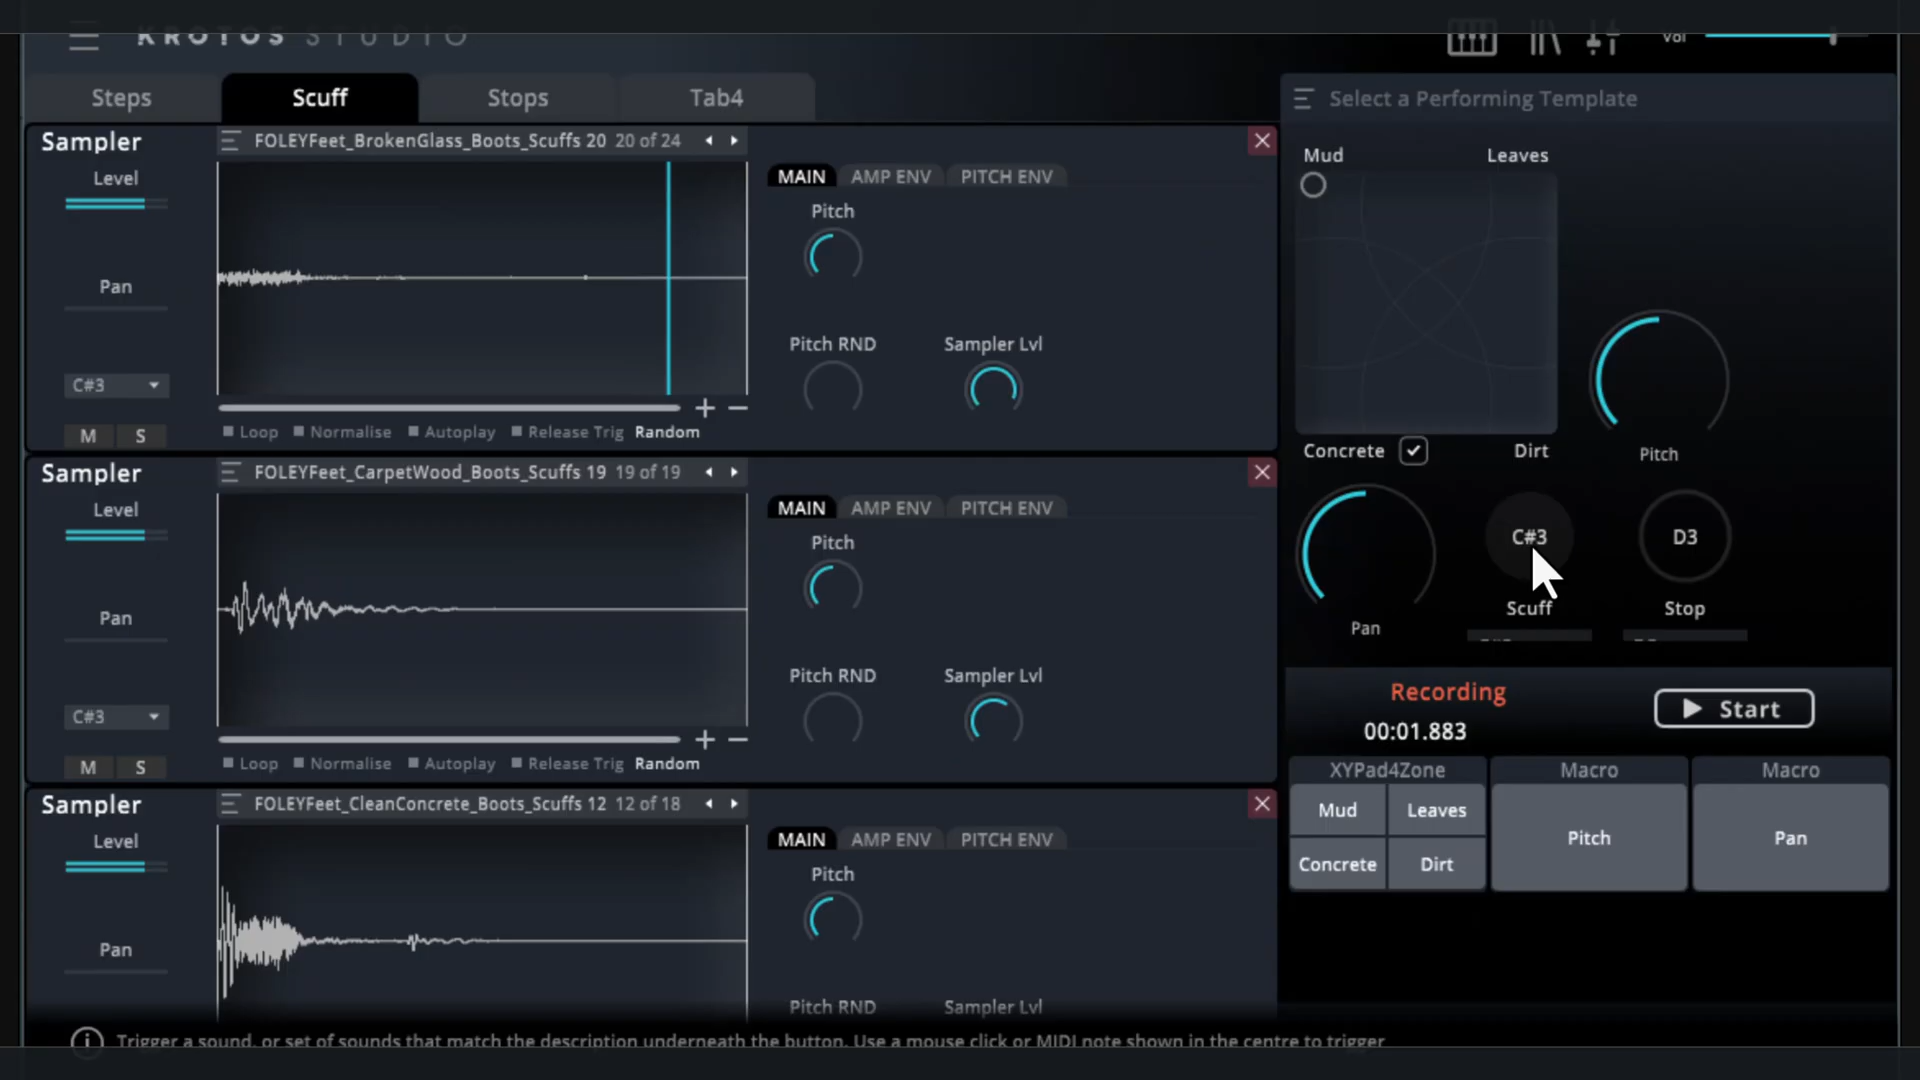 KROTOS STUDIO
Vol
Steps
Scuff
Stops
Tab4
Select a Performing Template
Sampler
FOLEYFeet_BrokenGlass_Boots_Scuffs 20 20 of 24
Level
Pan
C#3
M S
Loop Normalise Autoplay Release Trig Random
MAIN AMP ENV PITCH ENV
Pitch
Pitch RND Sampler Lvl
Sampler
FOLEYFeet_CarpetWood_Boots_Scuffs 19 19 of 19
Level
Pan
C#3
M S
Loop Normalise Autoplay Release Trig Random
MAIN AMP ENV PITCH ENV
Pitch
Pitch RND Sampler Lvl
Sampler
FOLEYFeet_CleanConcrete_Boots_Scuffs 12 12 of 18
Level
Pan
MAIN AMP ENV PITCH ENV
Pitch
Pitch RND Sampler Lvl
Mud Leaves
Concrete Dirt
Pitch
Pan
C#3
Scuff
D3
Stop
Recording
00:01.883
Start
XYPad4Zone Macro Macro
Mud Leaves
Concrete Dirt
Pitch
Pan
Trigger a sound, or set of sounds that match the description underneath the button. Use a mouse click or MIDI note shown in the centre to trigger